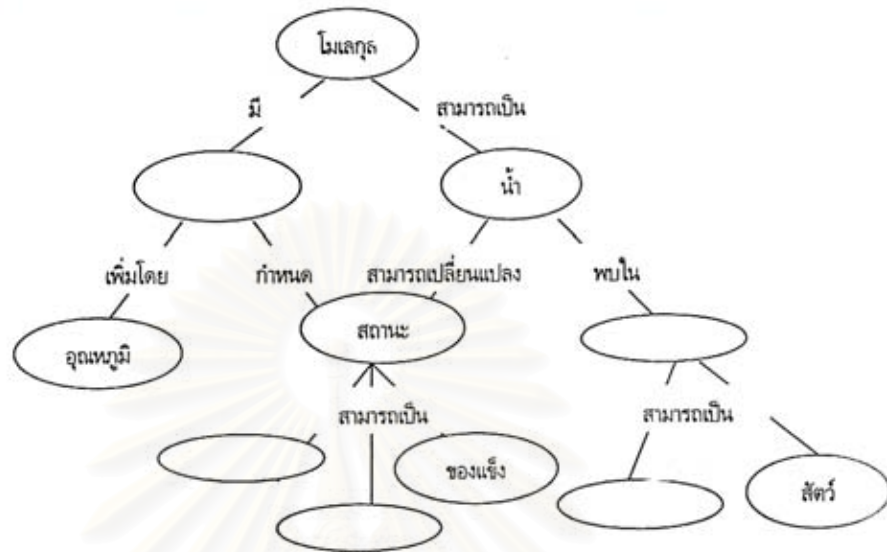 โมเลกุล
มี สามารถเป็น
น้ำ
เพิ่มโดย กำหนด สามารถเปลี่ยนแปลง พบใน
สถานะ
อุณหภูมิ
สามารถเป็น สามารถเป็น
ของแข็ง
สัตว์